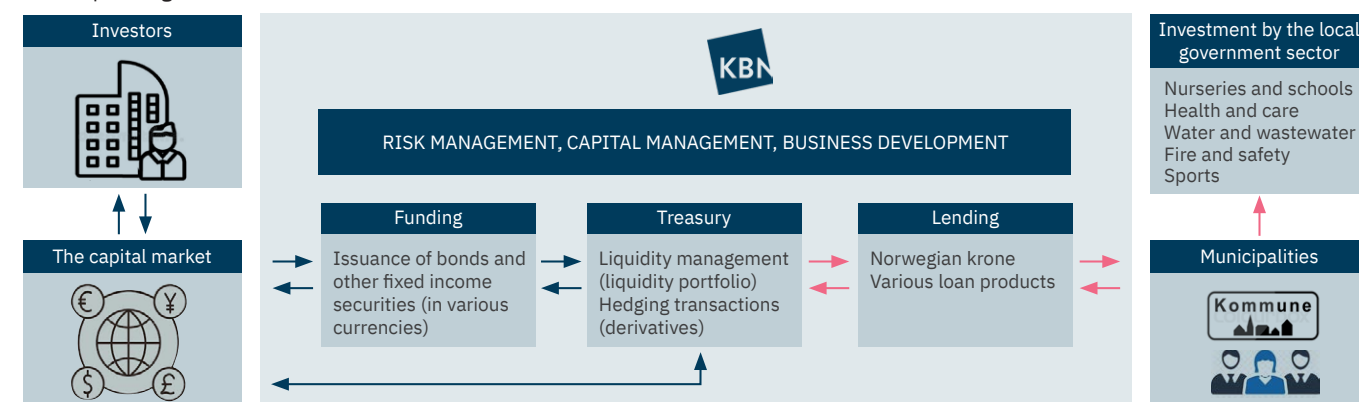 Investors
The capital market
€
¥
$
£
KBN
RISK MANAGEMENT, CAPITAL MANAGEMENT, BUSINESS DEVELOPMENT
Funding
Issuance of bonds and
other fixed income
securities (in various
currencies)
Treasury
Liquidity management
(liquidity portfolio)
Hedging transactions
(derivatives)
Lending
Norwegian krone
Various loan products
Investment by the local
government sector
Nurseries and schools
Health and care
Water and wastewater
Fire and safety
Sports
Municipalities
Kommune